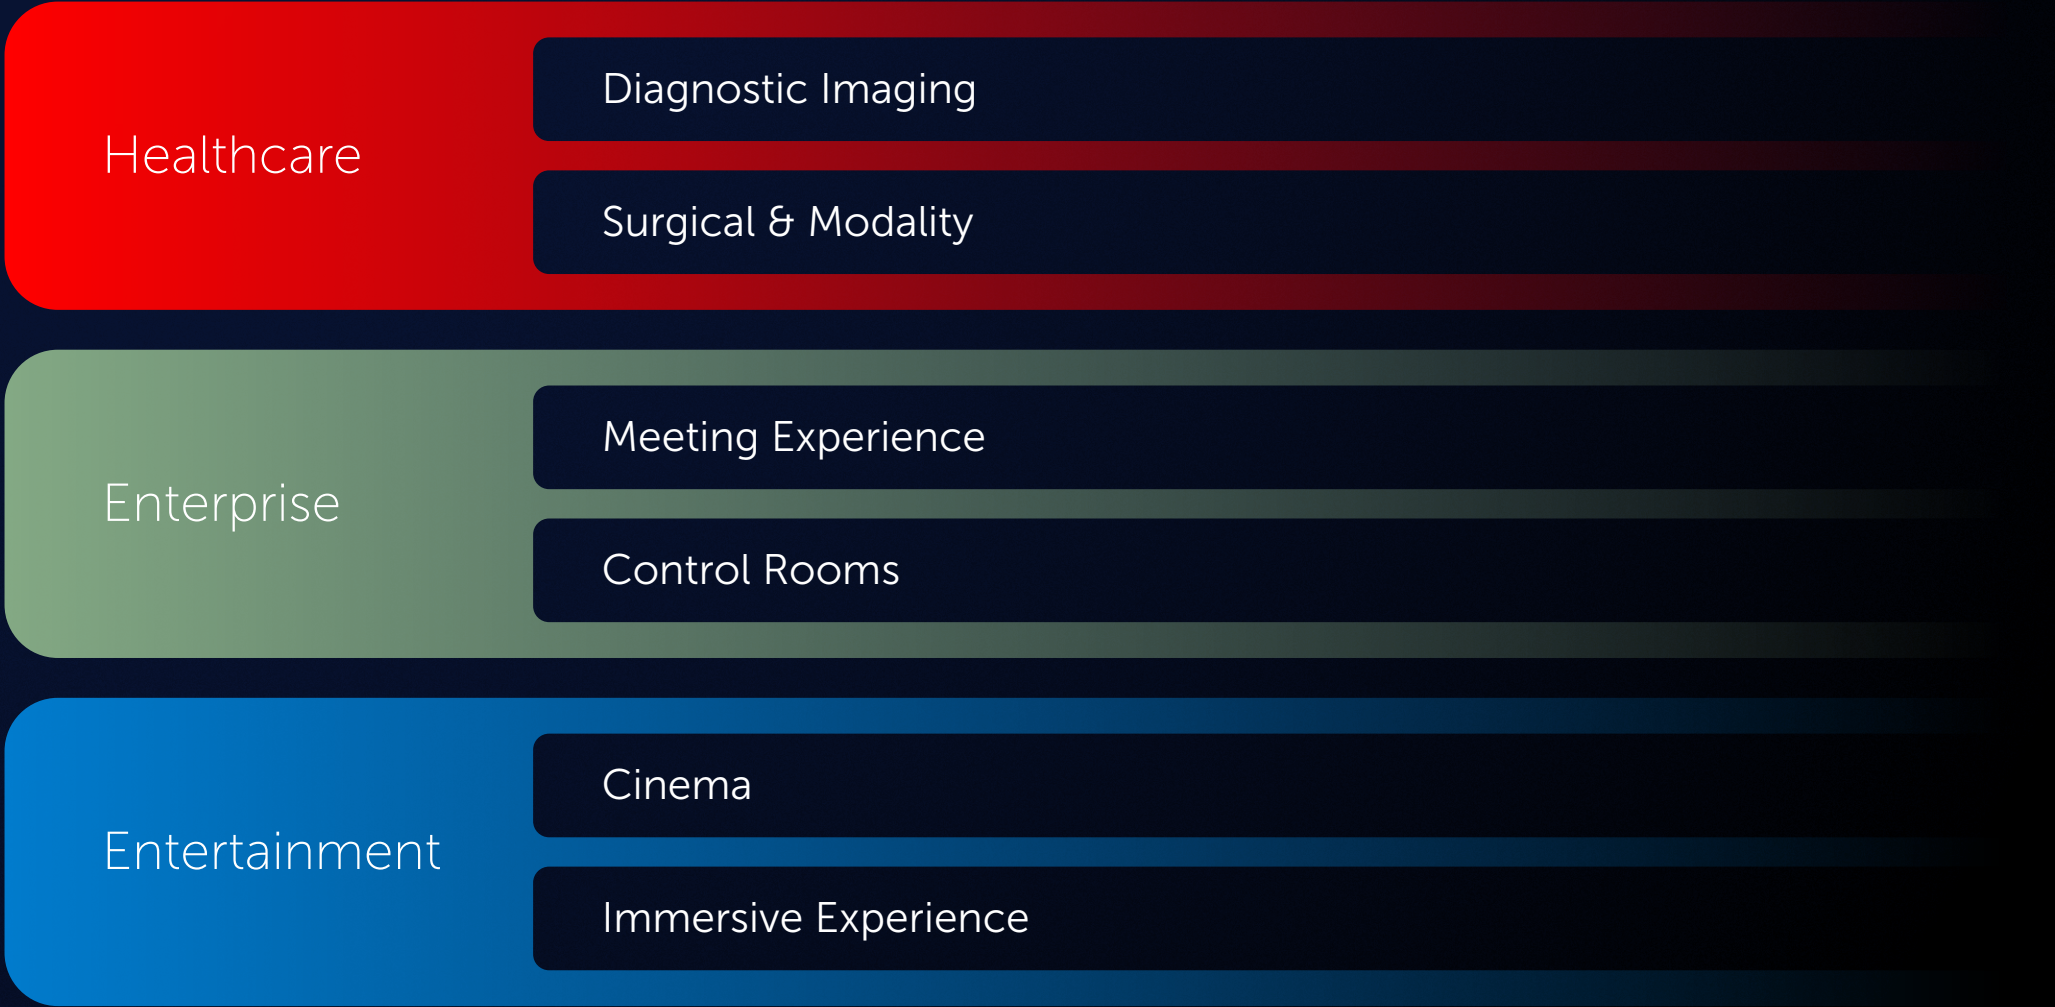 Healthcare
Diagnostic Imaging
Surgical & Modality
Enterprise
Meeting Experience
Control Rooms
Entertainment
Cinema
Immersive Experience